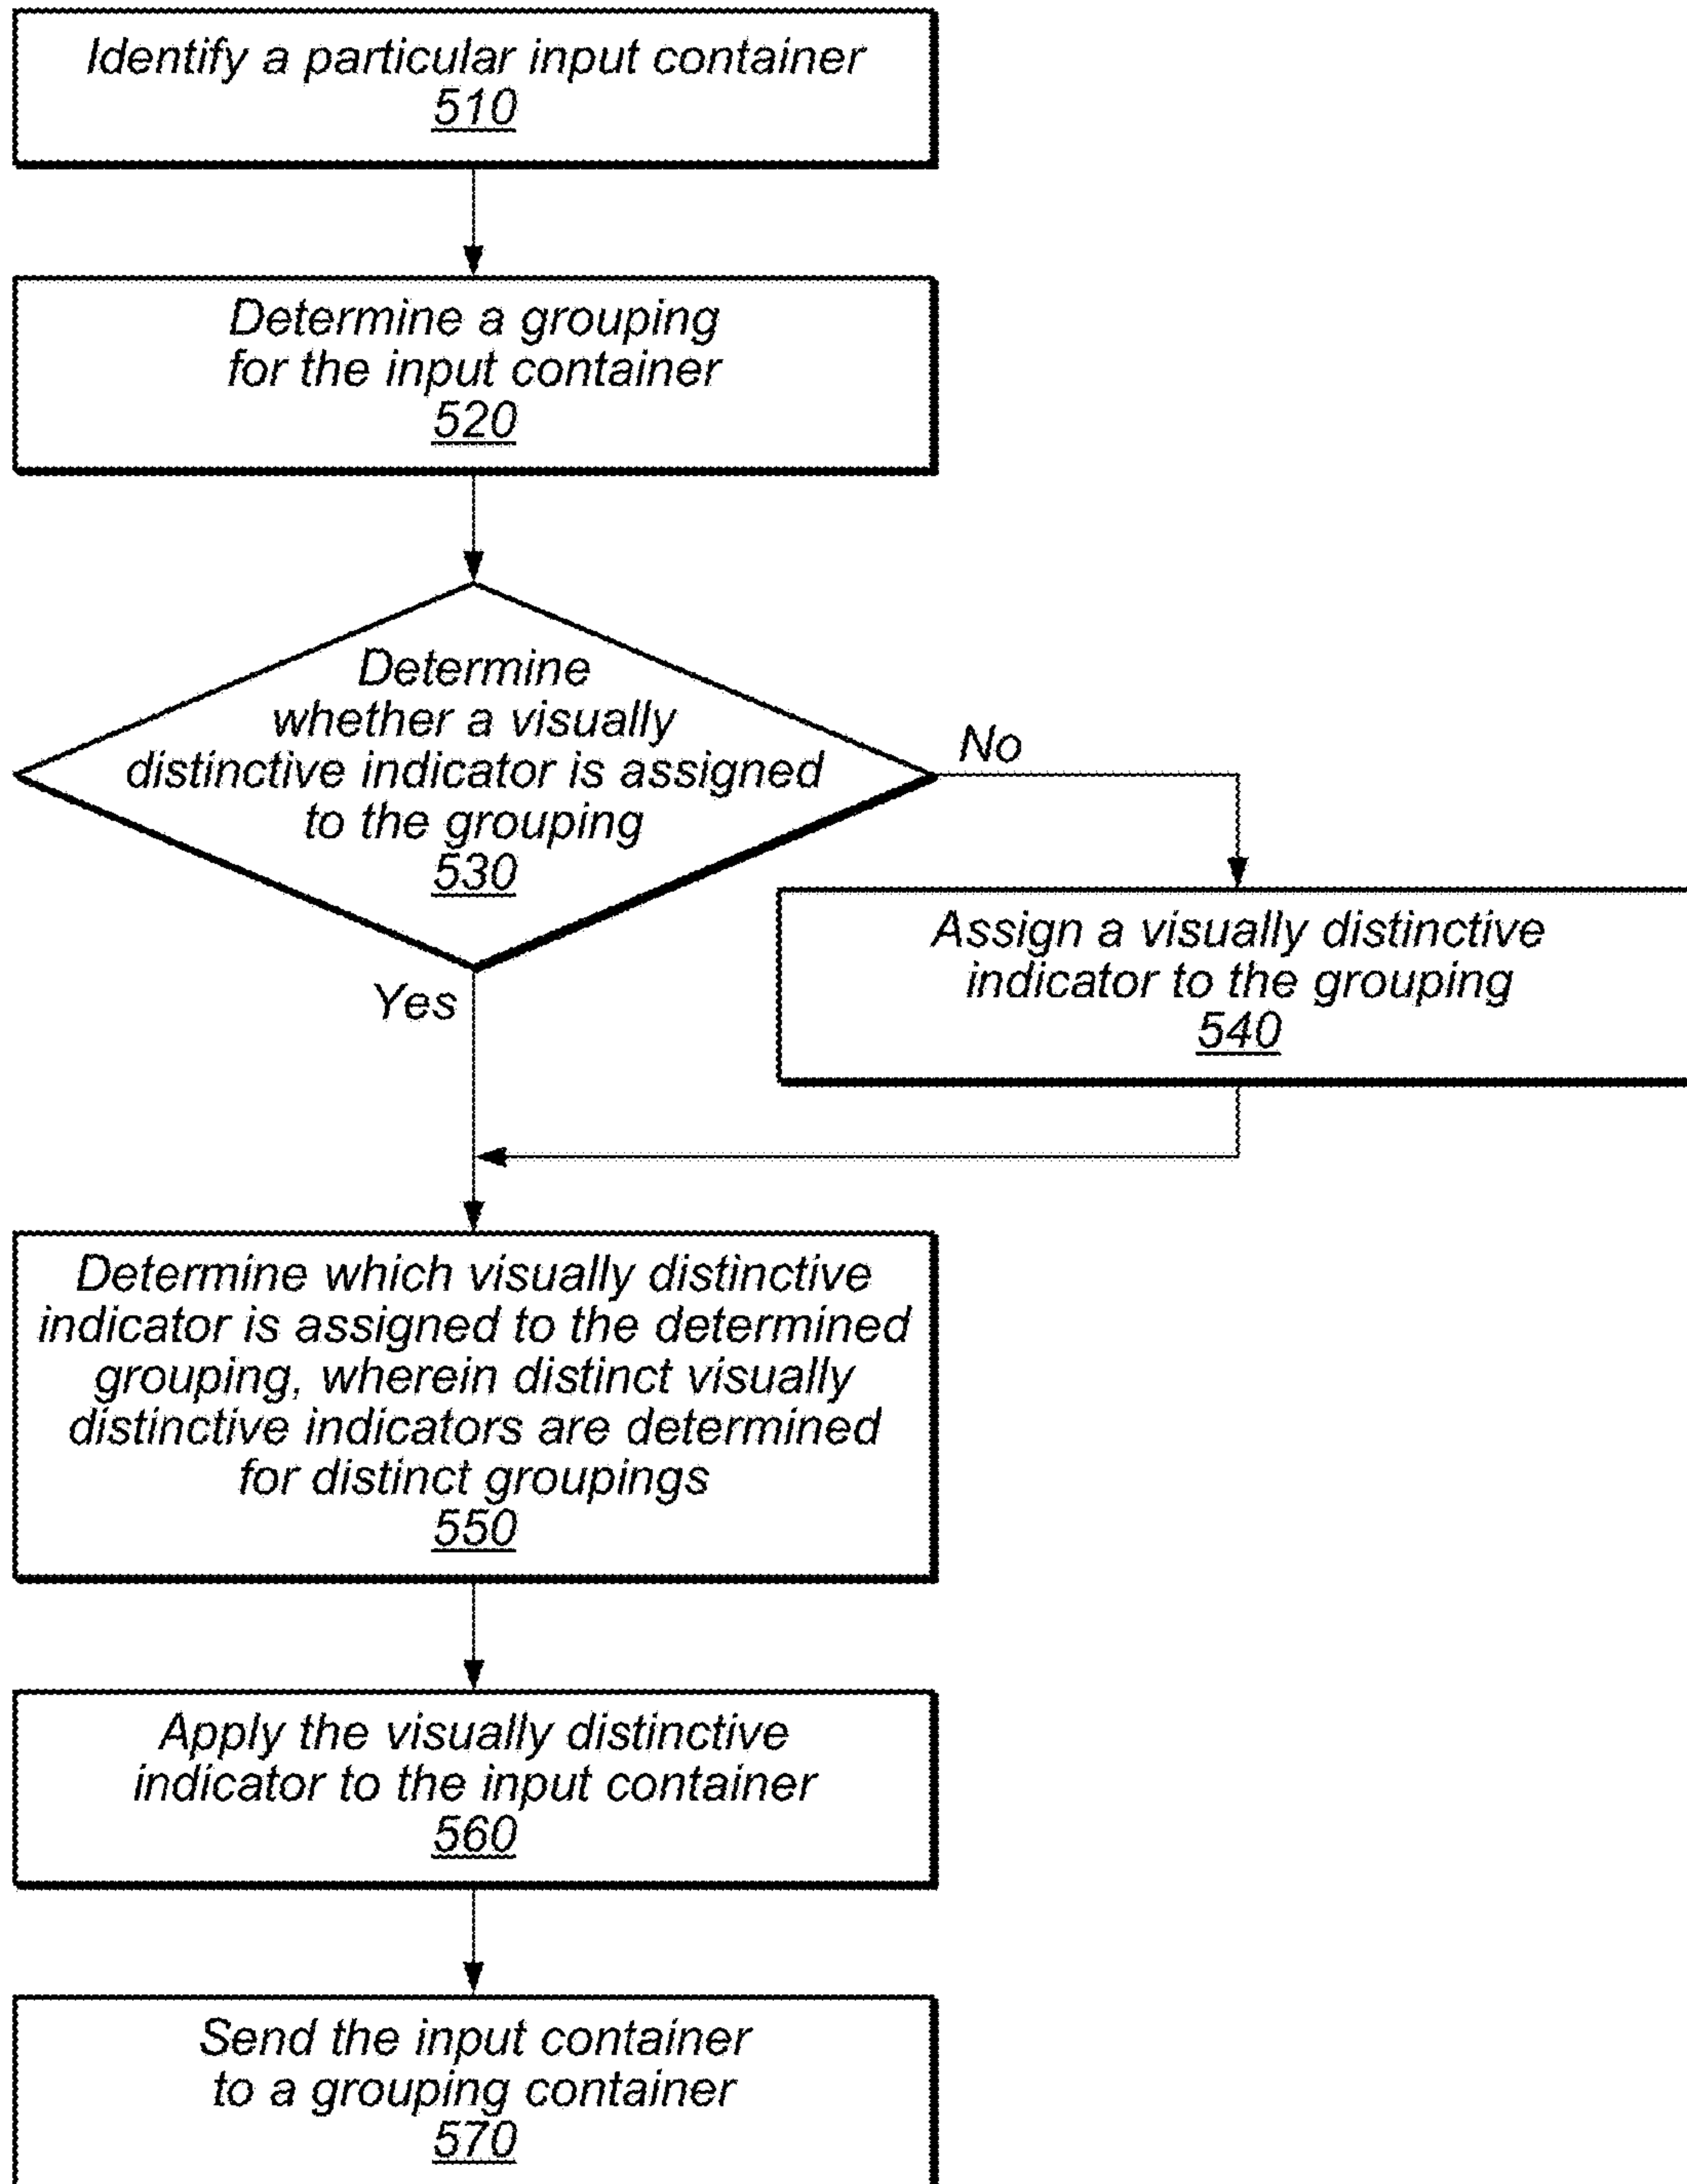 Identify a particular input container
510
Determine a grouping
for the input container
520
Determine
whether a visually
distinctive indicator is assigned
to the grouping
530
No
Assign a visually distinctive
indicator to the grouping
540
Yes
Determine which visually distinctive
indicator is assigned to the determined
grouping, wherein distinct visually
distinctive indicators are determined
for distinct groupings
550
Apply the visually distinctive
indicator to the input container
560
Send the input container
to a grouping container
570